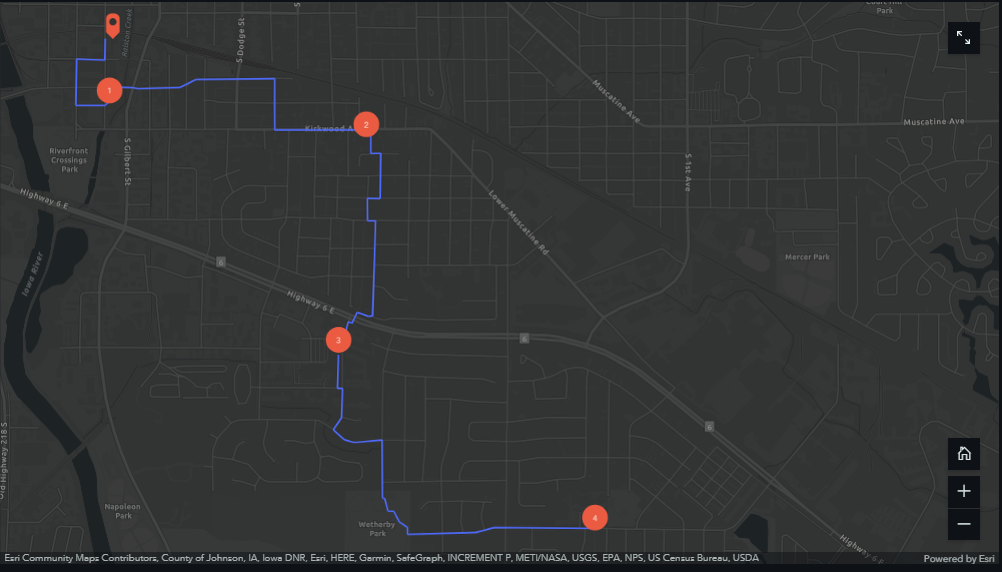 Ralston Creek
S Dodge St
S
Park
Muscatine Ave
Muscatine Ave
1
2
Kirkwood A
S Gilbert St
Riverfront
Crossings
Park
S 1st Ave
Highway 6 E
Lower Muscatine Rd
Mercer Park
6
Iowa River
Highway 6 E
3
6
6
Old Highway 218 S
Napoleon
Park
4
Wetherby
Park
Highway 6 E
Esri Community Maps Contributors, County of Johnson, IA, Iowa DNR, Esri, HERE, Garmin, SafeGraph, INCREMENT P, METI/NASA, USGS, EPA, NPS, US Census Bureau, USDA
Powered by Esri